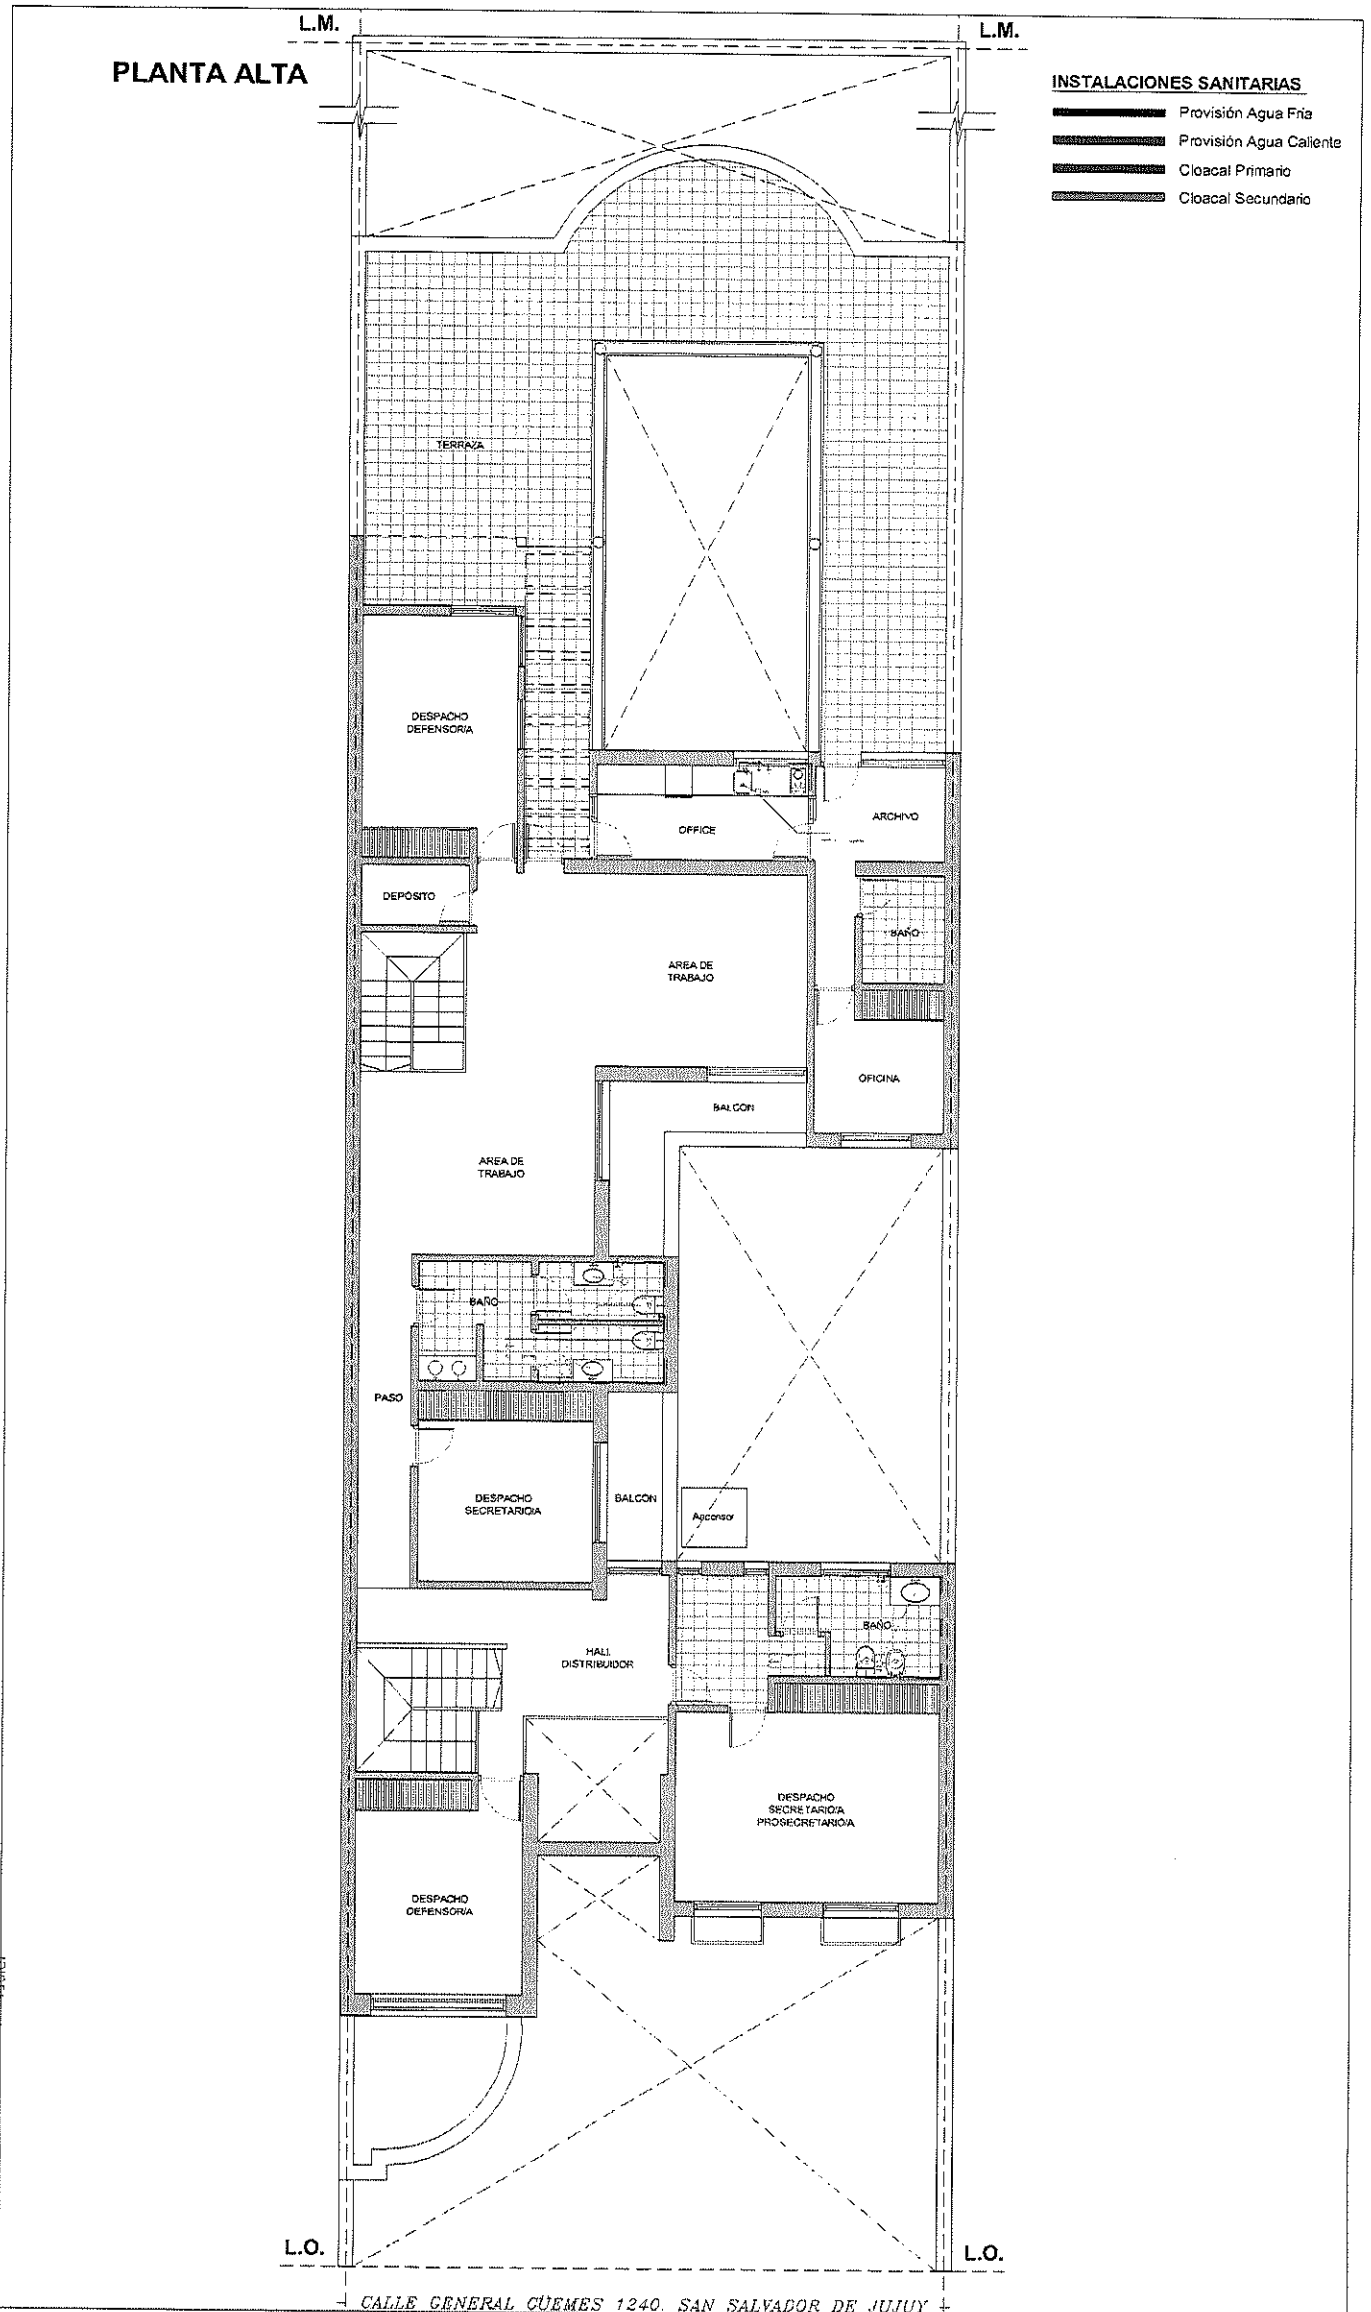 L.M.
L.M.
PLANTA ALTA
INSTALACIONES SANITARIAS
Provisión Agua Fria
Provisión Agua Caliente
Cloacal Primario
Cloacal Secundario
TERRAZA
DESPACHO
DEFENSOR/A
OFFICE
ARCHIVO
DEPÓSITO
BAÑO
AREA DE
TRABAJO
OFICINA
BALCON
AREA DE
TRABAJO
BAÑO
PASO
DESPACHO
SECRETARIO/A
BALCON
Ascensor
BAÑO
HALL
DISTRIBUIDOR
DESPACHO
SECRETARIO/A
PROSECRETARIO/A
DESPACHO
DEFENSOR/A
L.O.
L.O.
CALLE GENERAL GÜEMES 1240. SAN SALVADOR DE JUJUY